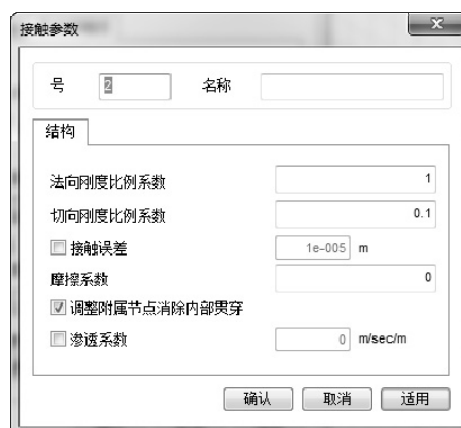 接触参数
号 2 名称
结构
法向刚度比例系数 1
切向刚度比例系数 0.1
接触误差 1e-005 m
摩擦系数 0
调整附属节点消除内部贯穿
渗透系数 0 m/sec/m
确认 取消 适用